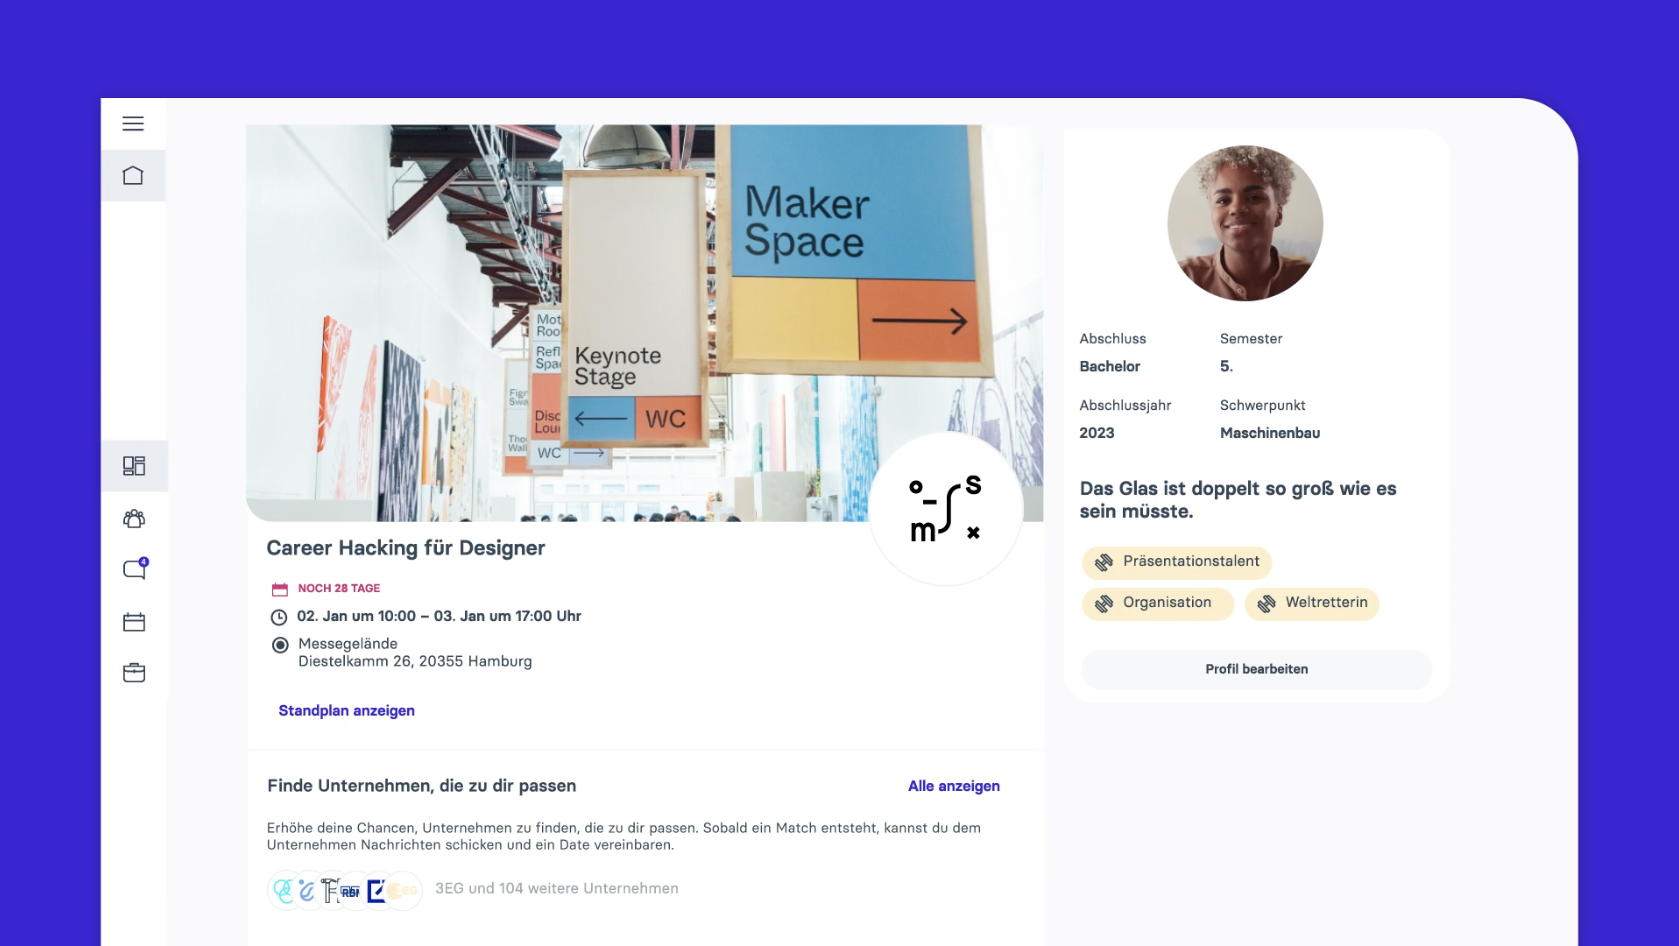 Maker
Space
Keynote
Stage
WC
WC
4
Career Hacking für Designer
NOCH 28 TAGE
02. Jan um 10:00 – 03. Jan um 17:00 Uhr
Messegelände
Diestelkamm 26, 20355 Hamburg
Standplan anzeigen
Finde Unternehmen, die zu dir passen
Alle anzeigen
Erhöhe deine Chancen, Unternehmen zu finden, die zu dir passen. Sobald ein Match entsteht, kannst du dem
Unternehmen Nachrichten schicken und ein Date vereinbaren.
3EG und 104 weitere Unternehmen
Abschluss
Semester
Bachelor
5.
Abschlussjahr
Schwerpunkt
2023
Maschinenbau
Das Glas ist doppelt so groß wie es
sein müsste.
Präsentationstalent
Organisation
Weltretterin
Profil bearbeiten